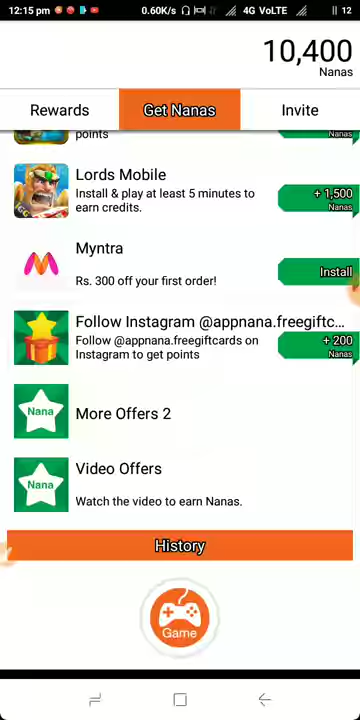 12:15 pm 0.60K/s 4G VoLTE 12
10,400
Nanas
Rewards Get Nanas Invite
points Nanas
Lords Mobile
Install & play at least 5 minutes to
earn credits.
+ 1,500
Nanas
Myntra
Rs. 300 off your first order!
Install
Follow Instagram @appnana.freegiftc...
Follow @appnana.freegiftcards on
Instagram to get points
+ 200
Nanas
Nana
More Offers 2
Nana
Video Offers
Watch the video to earn Nanas.
History
Game